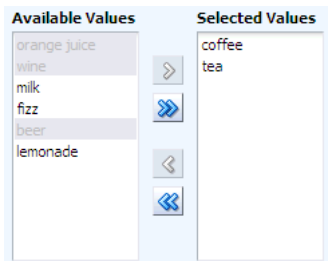 Available Values
orange juice
wine
milk
fizz
beer
lemonade
Selected Values
coffee
tea